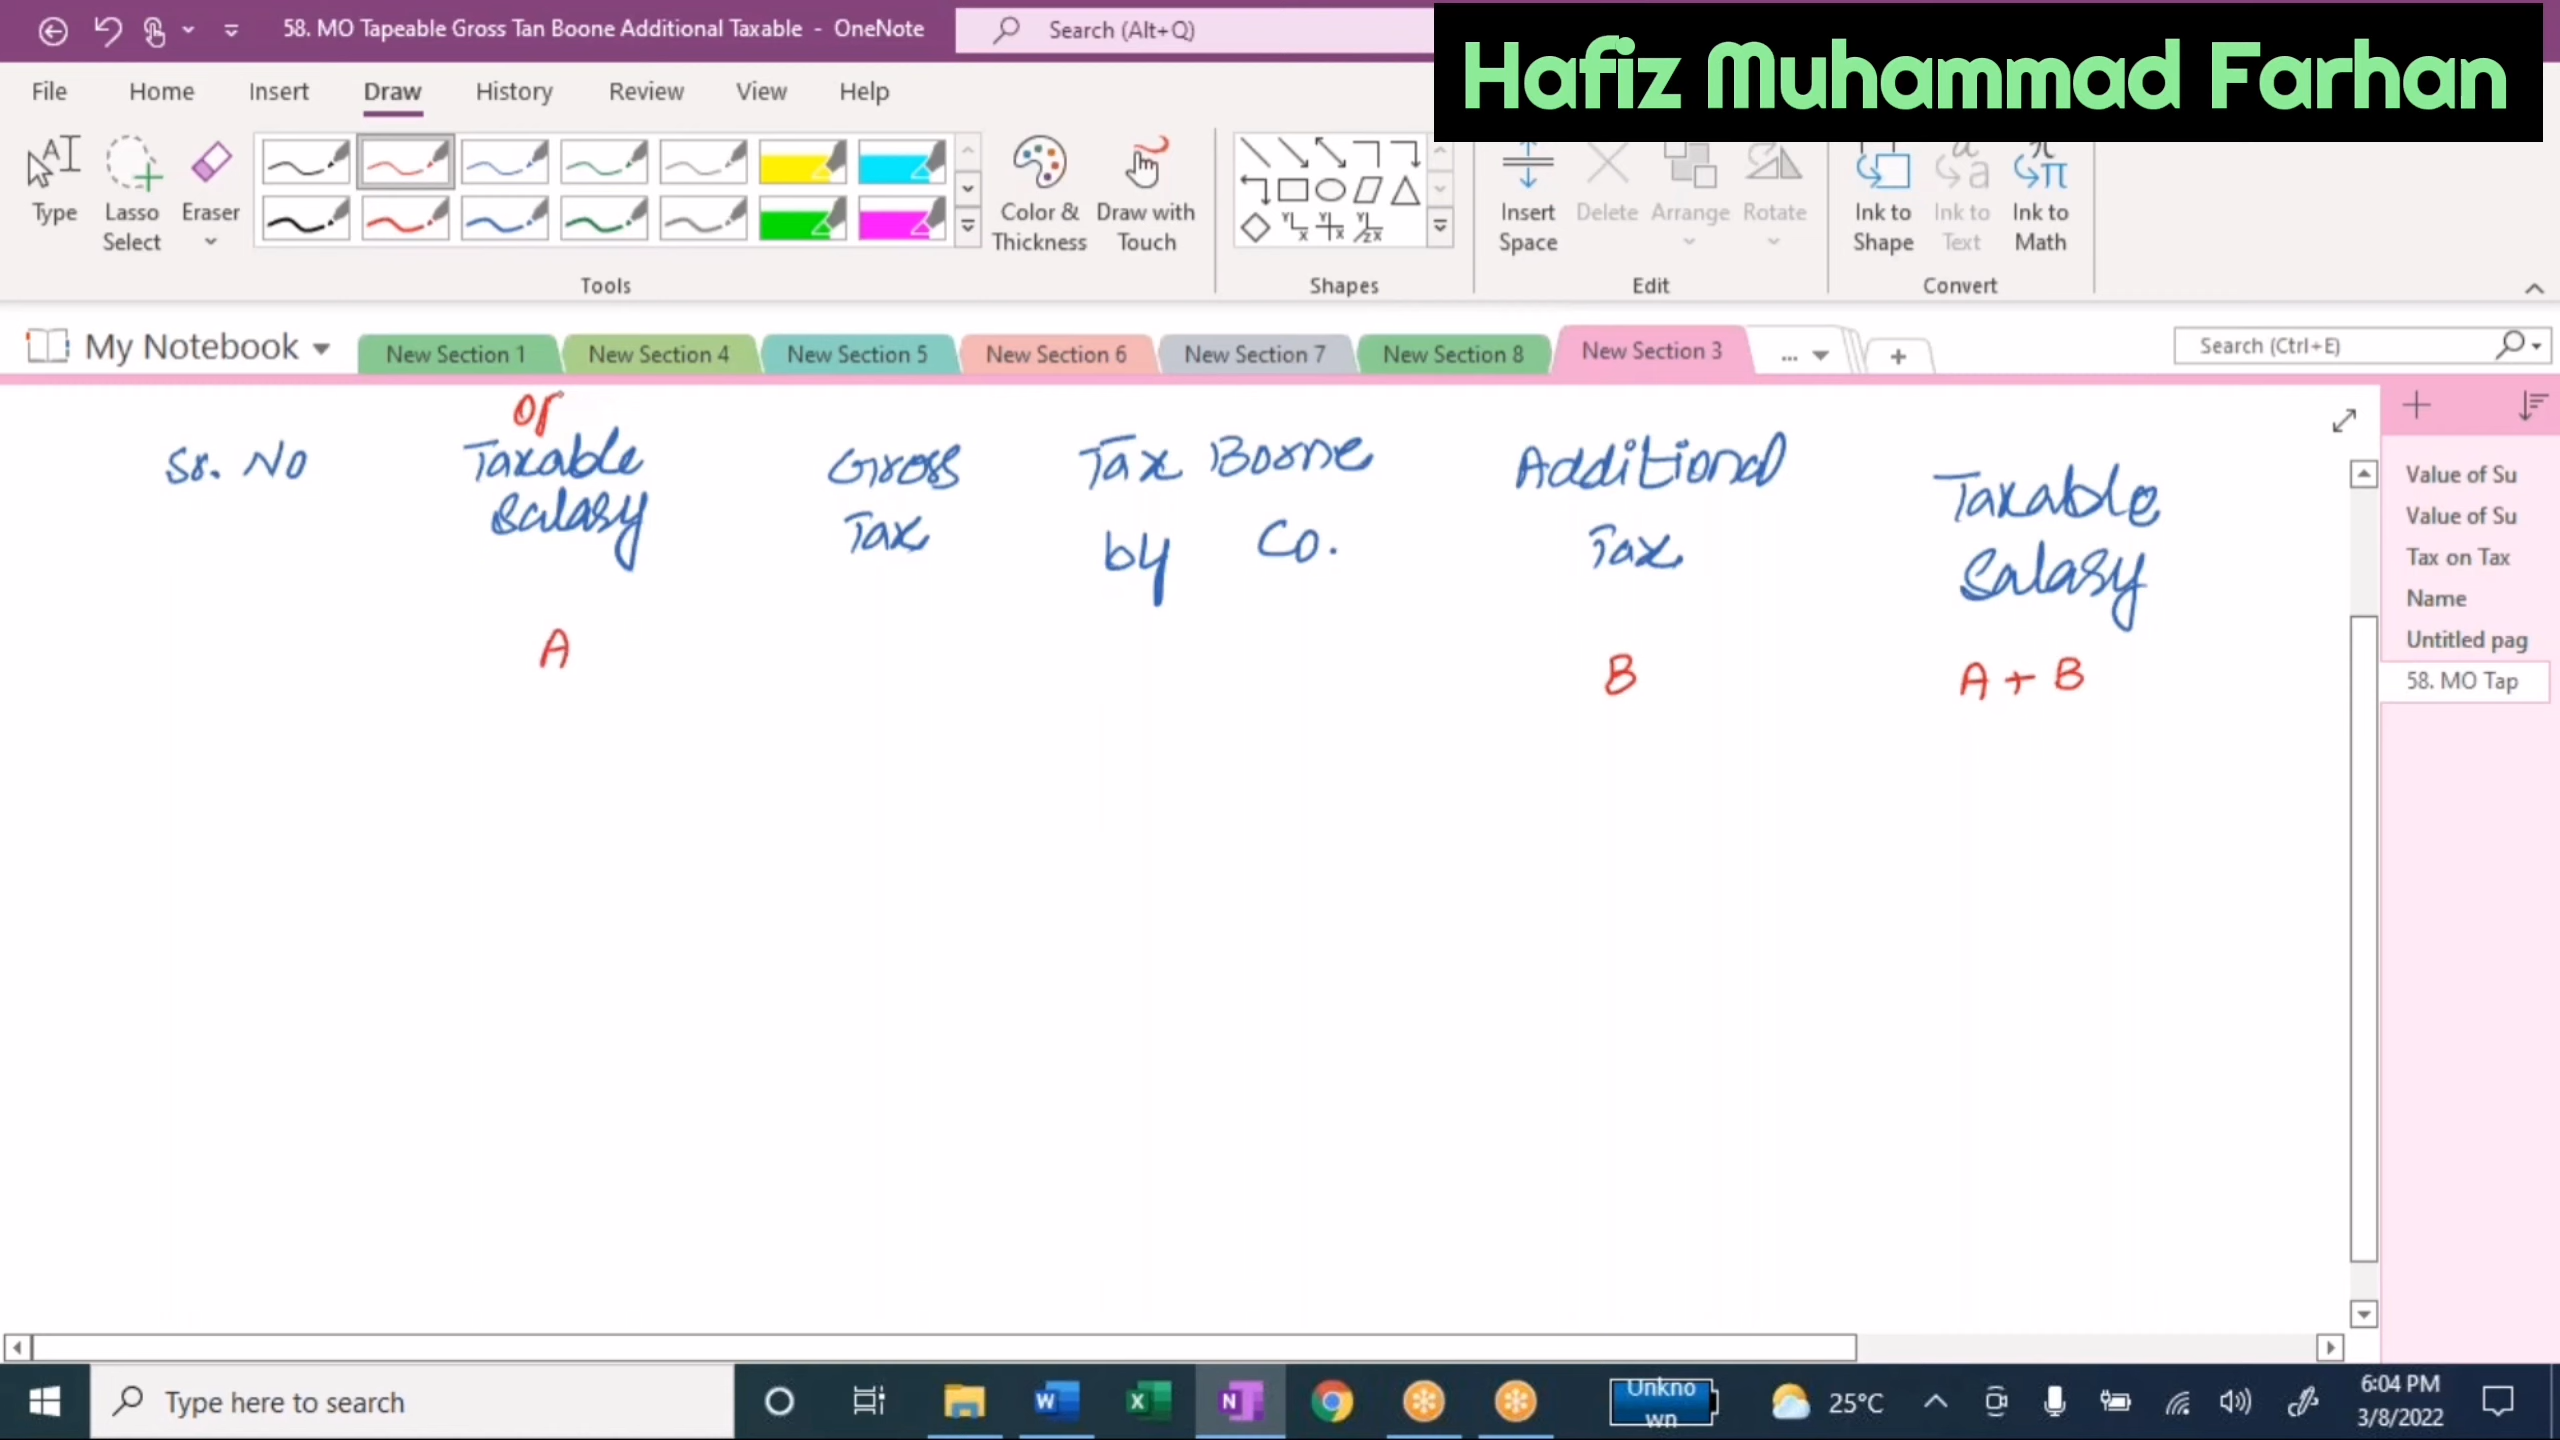 58. MO Tapeable Gross Tan Boone Additional Taxable - OneNote
Search (Alt+Q)
Hafiz Muhammad Farhan
File Home Insert Draw History Review View Help
Type
Lasso Select
Eraser
Color & Thickness
Draw with Touch
Insert Space
Delete
Arrange
Rotate
Ink to Shape
Ink to Text
Ink to Math
Tools
Shapes
Edit
Convert
My Notebook
New Section 1
New Section 4
New Section 5
New Section 6
New Section 7
New Section 8
New Section 3
...
Search (Ctrl+E)
Sr. No
Taxable Salary
Gross Tax
Tax Borne by Co.
Additional Tax
Taxable Salary
A
B
A + B
Value of Su
Value of Su
Tax on Tax
Name
Untitled pag
58. MO Tap
Type here to search
Unkno
wn
25°C
6:04 PM
3/8/2022